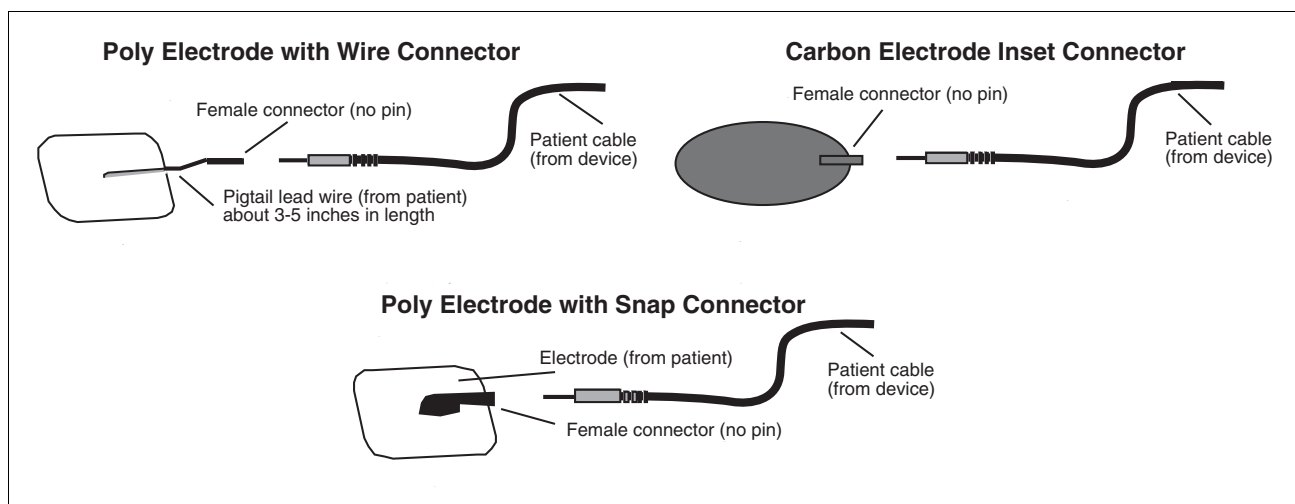 Poly Electrode with Wire Connector
Female connector (no pin)
Patient cable
(from device)
Pigtail lead wire (from patient)
about 3-5 inches in length
Carbon Electrode Inset Connector
Female connector (no pin)
Patient cable
(from device)
Poly Electrode with Snap Connector
Electrode (from patient)
Patient cable
(from device)
Female connector (no pin)